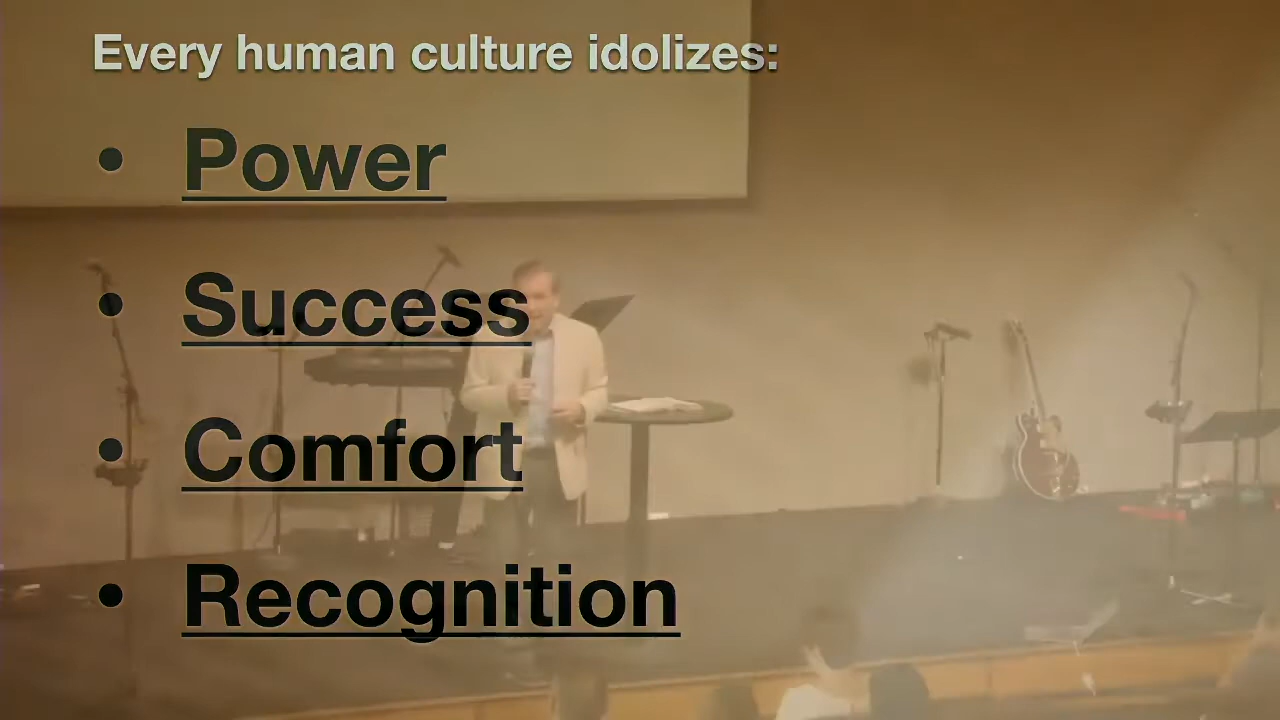 Every human culture idolizes:
• Power
• Success
• Comfort
• Recognition